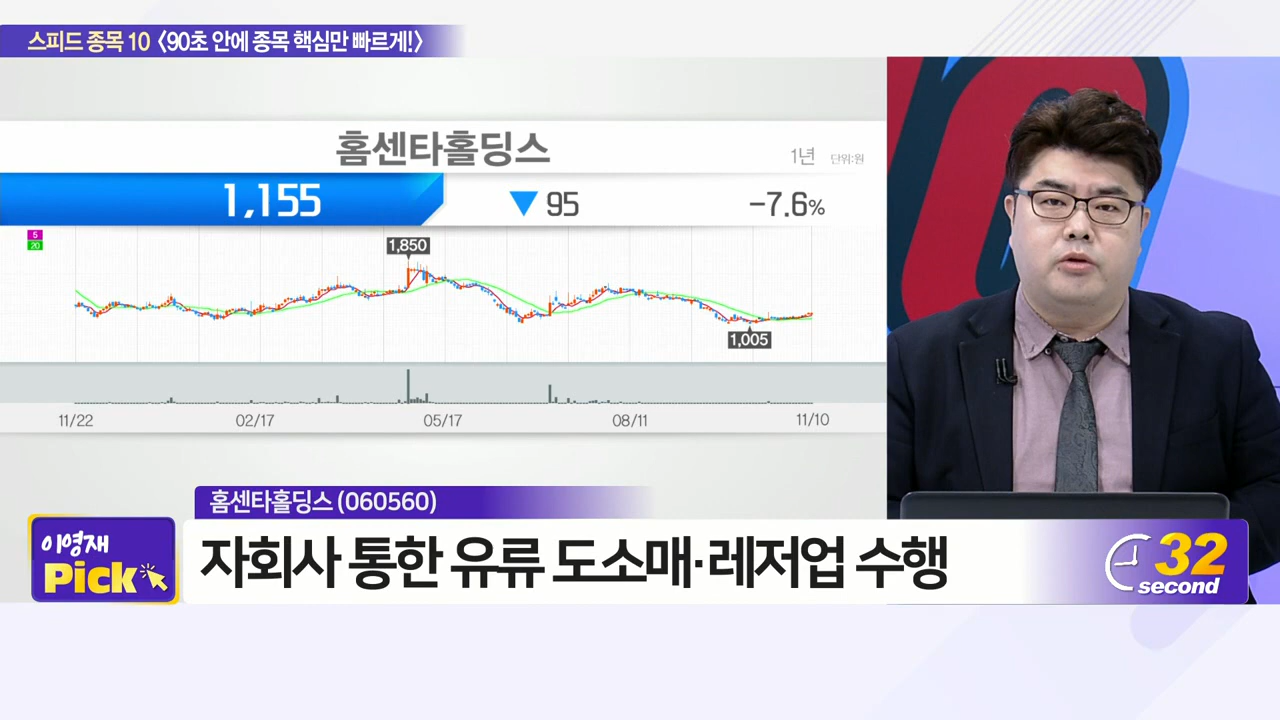 스피드 종목 10 〈90초 안에 종목 핵심만 빠르게!〉
홈센타홀딩스
1년 단위:원
1,155 ▼ 95 -7.6%
5
20
1,850
1,005
11/22 02/17 05/17 08/11 11/10
홈센타홀딩스 (060560)
이영재
Pick
자회사 통한 유류 도소매·레저업 수행
32
second